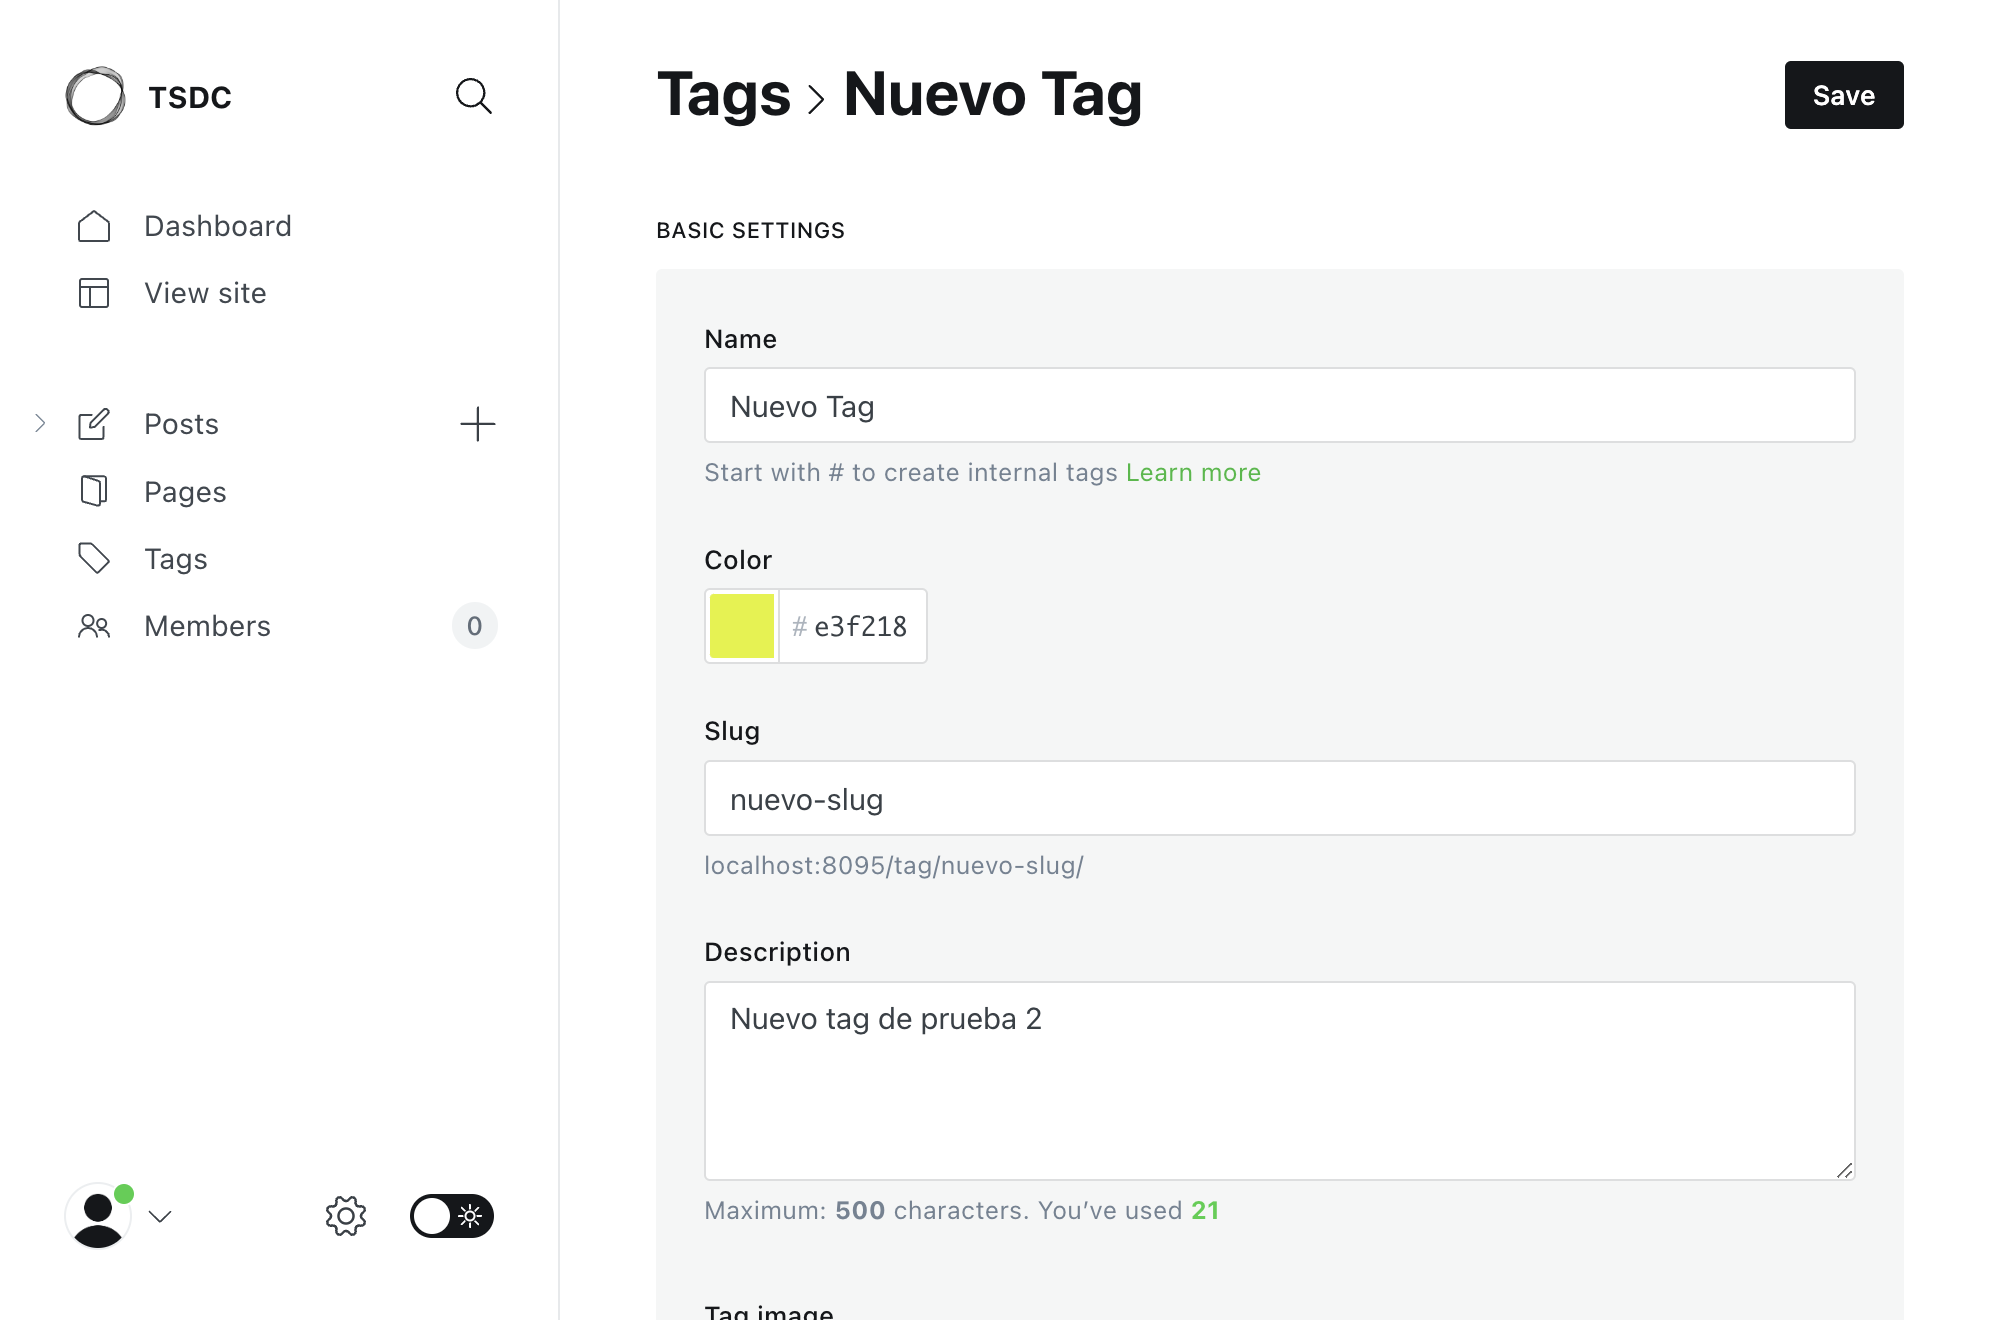 TSDC
Dashboard
View site
Posts
Pages
Tags
Members 0
Tags > Nuevo Tag
Save
BASIC SETTINGS
Name
Nuevo Tag
Start with # to create internal tags Learn more
Color
# e3f218
Slug
nuevo-slug
localhost:8095/tag/nuevo-slug/
Description
Nuevo tag de prueba 2
Maximum: 500 characters. You’ve used 21
Tag image